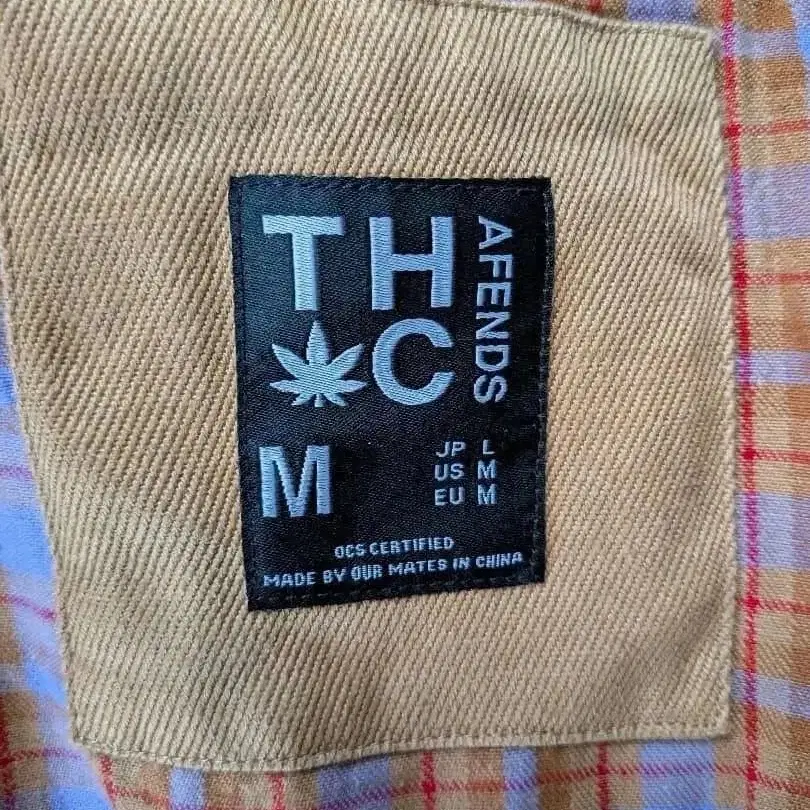 TH
C
AFENDS
M
JP L
US M
EU M
OCS CERTIFIED
MADE BY OUR MATES IN CHINA